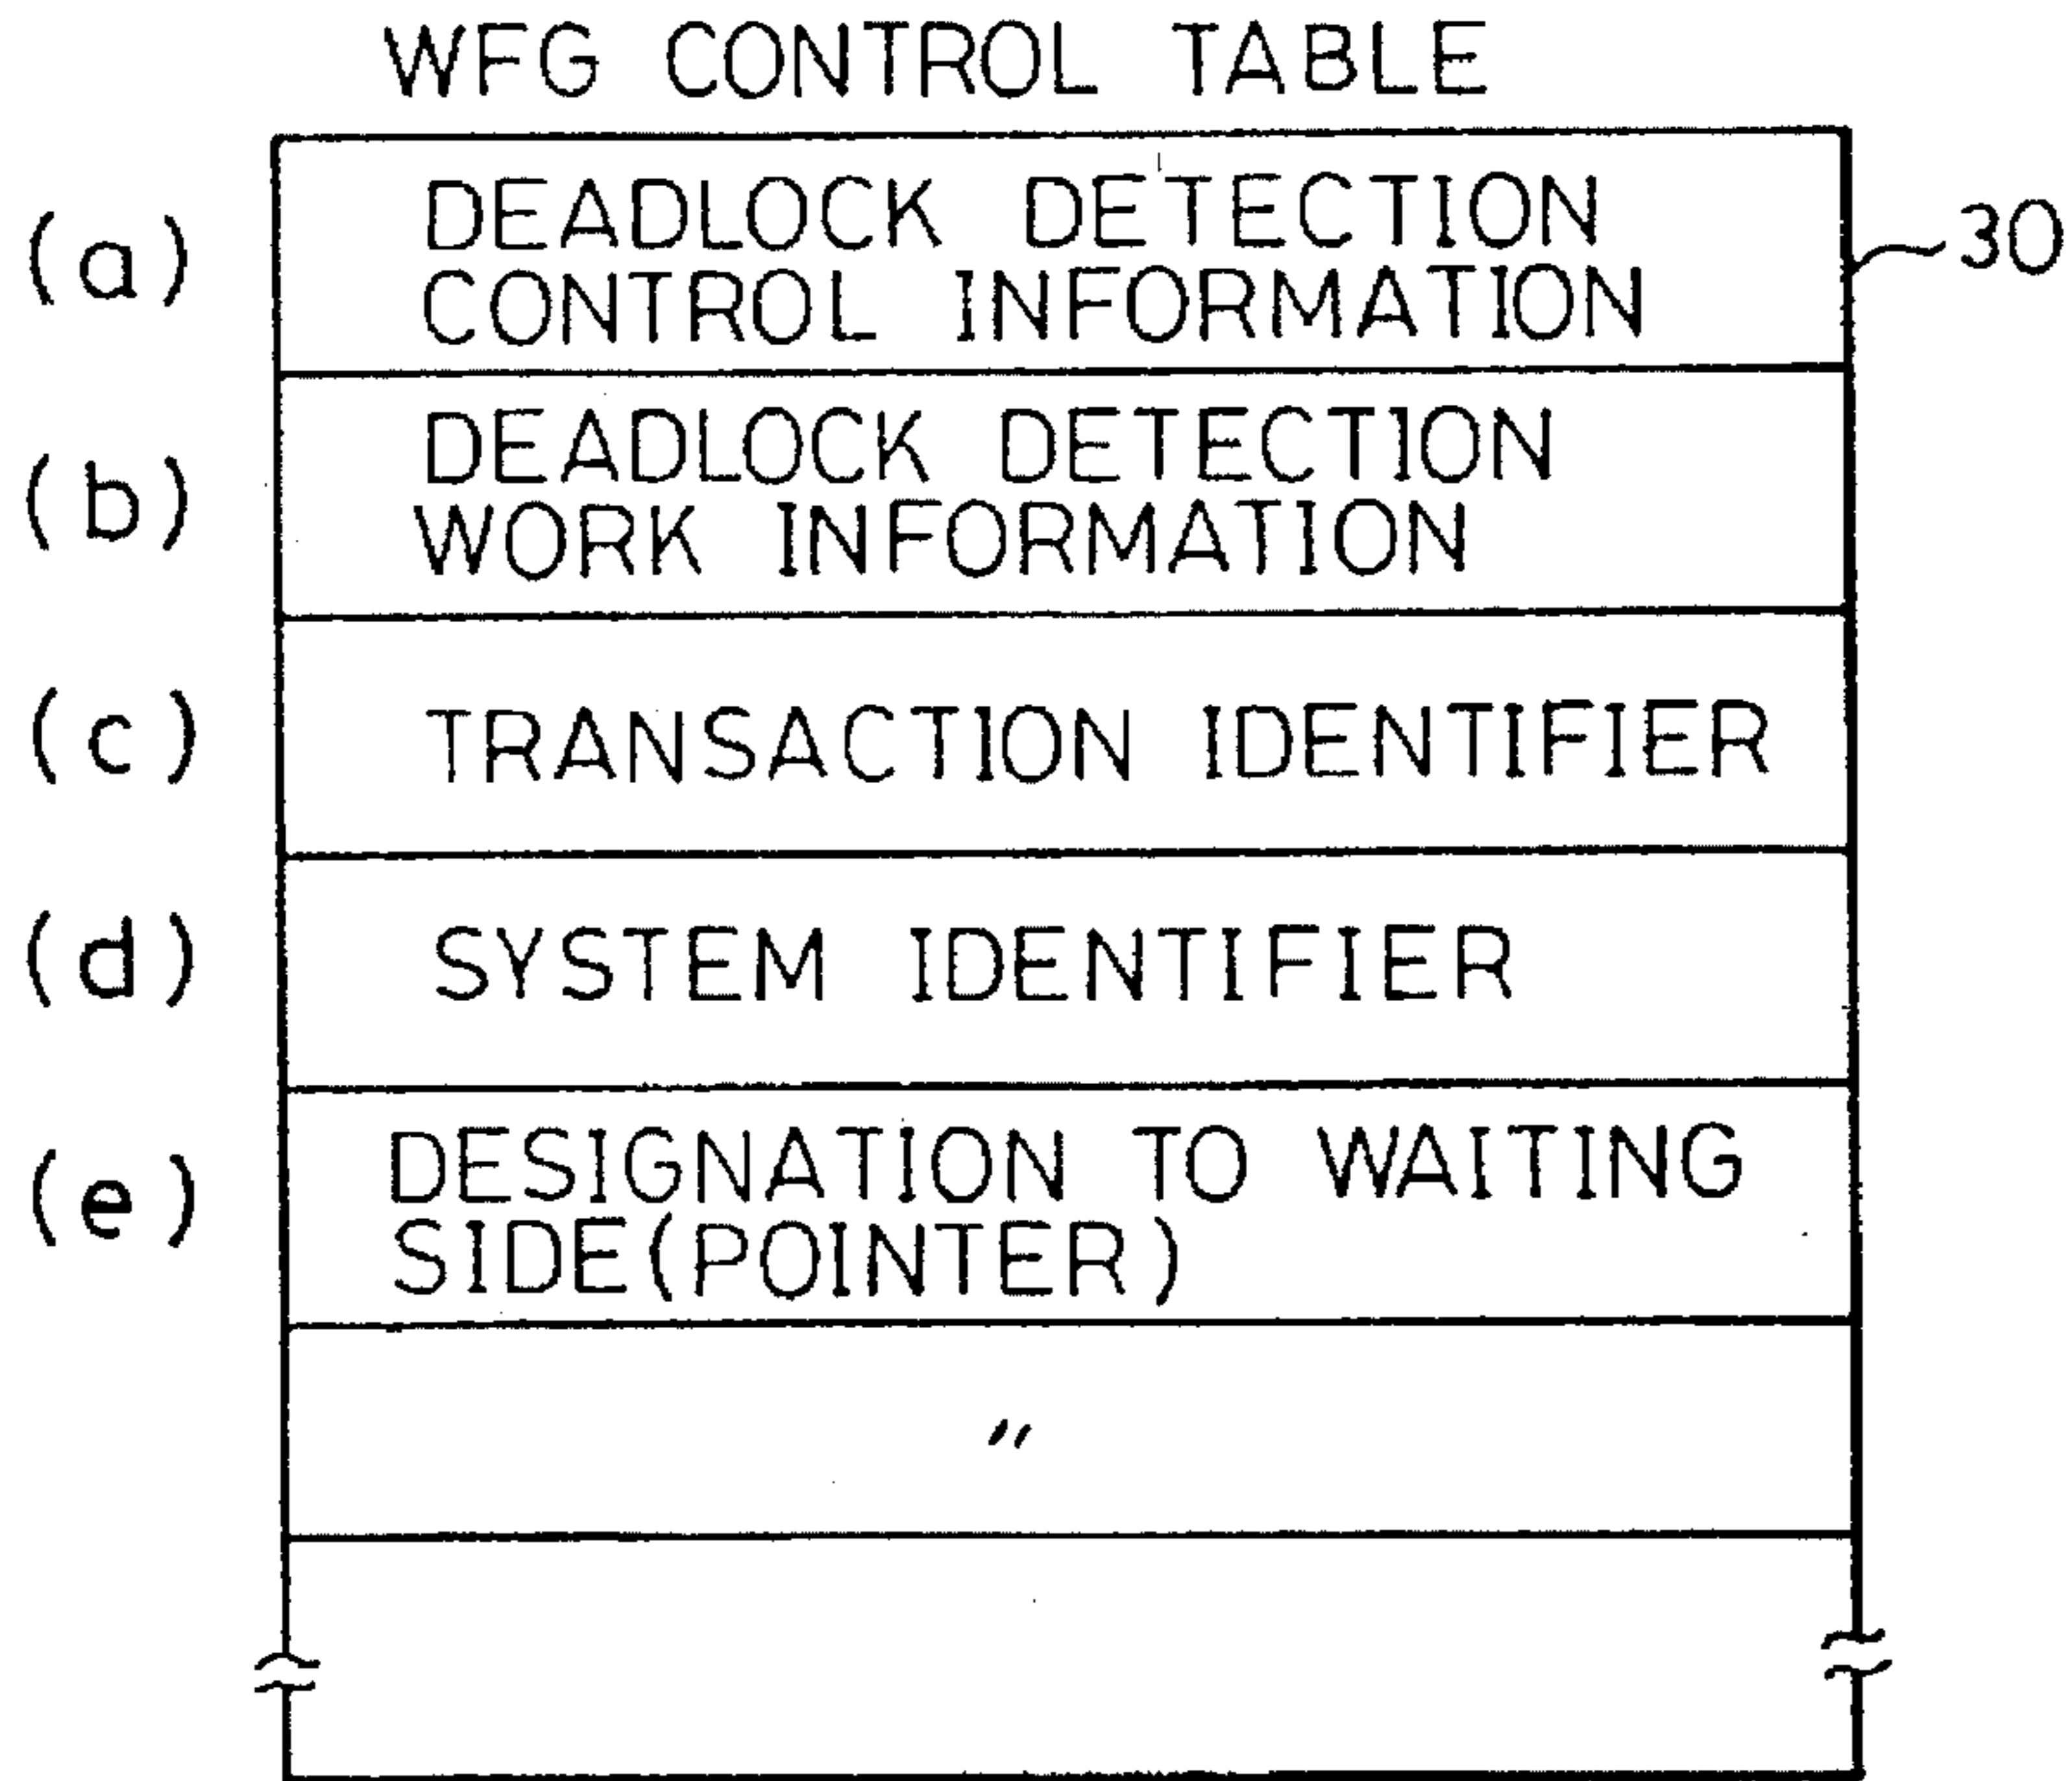 WFG CONTROL TABLE
(a) DEADLOCK DETECTION
CONTROL INFORMATION
30
(b) DEADLOCK DETECTION
WORK INFORMATION
(c) TRANSACTION IDENTIFIER
(d) SYSTEM IDENTIFIER
(e) DESIGNATION TO WAITING
SIDE(POINTER)
〃